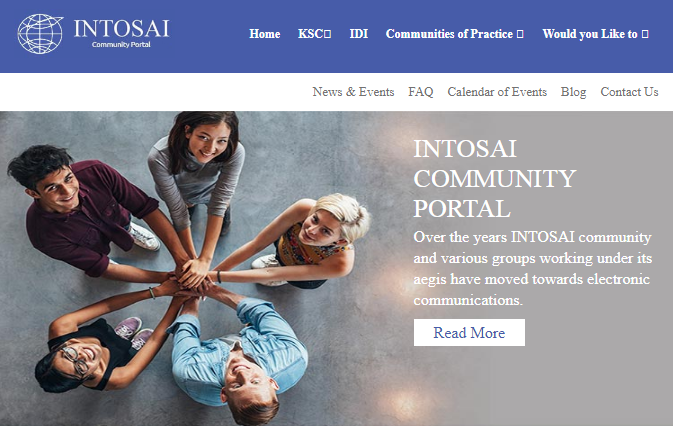 INTOSAI
Community Portal
Home KSC▯ IDI Communities of Practice ▯ Would you Like to ▯
News & Events FAQ Calendar of Events Blog Contact Us
INTOSAI
COMMUNITY
PORTAL
Over the years INTOSAI community
and various groups working under its
aegis have moved towards electronic
communications.
Read More